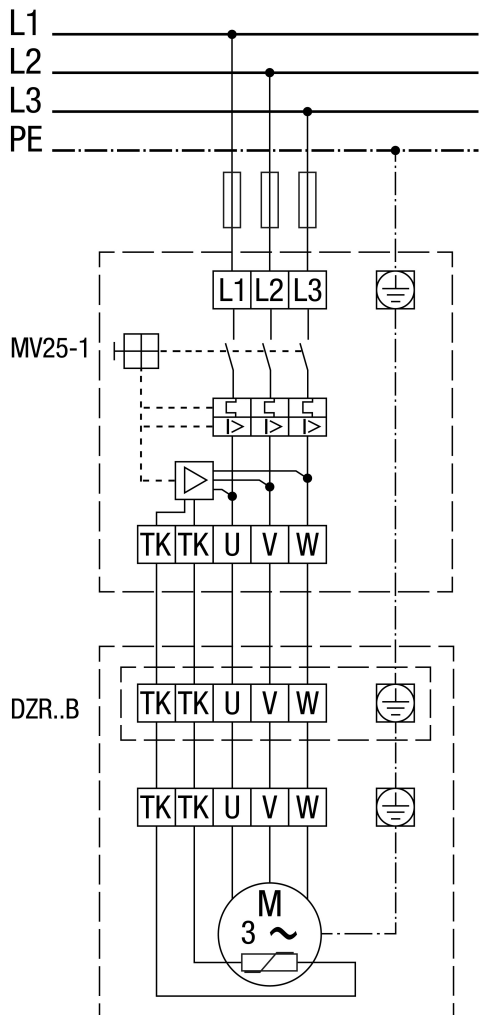 L1
L2
L3
PE
L1 L2 L3
MV25-1
I> I> I>
TK TK U V W
DZR..B
TK TK U V W
TK TK U V W
M
3 ~